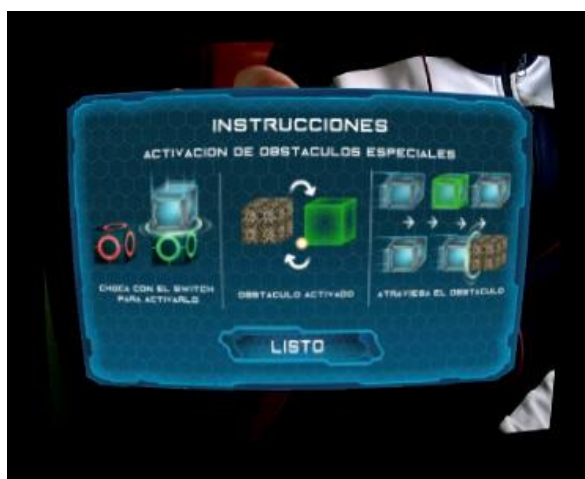 INSTRUCCIONES
ACTIVACION DE OBSTACULOS ESPECIALES
CHOCA CON EL SWITCH
PARA ACTIVARLO
OBSTACULO ACTIVADO
ATRAVIESA EL OBSTACULO
LISTO